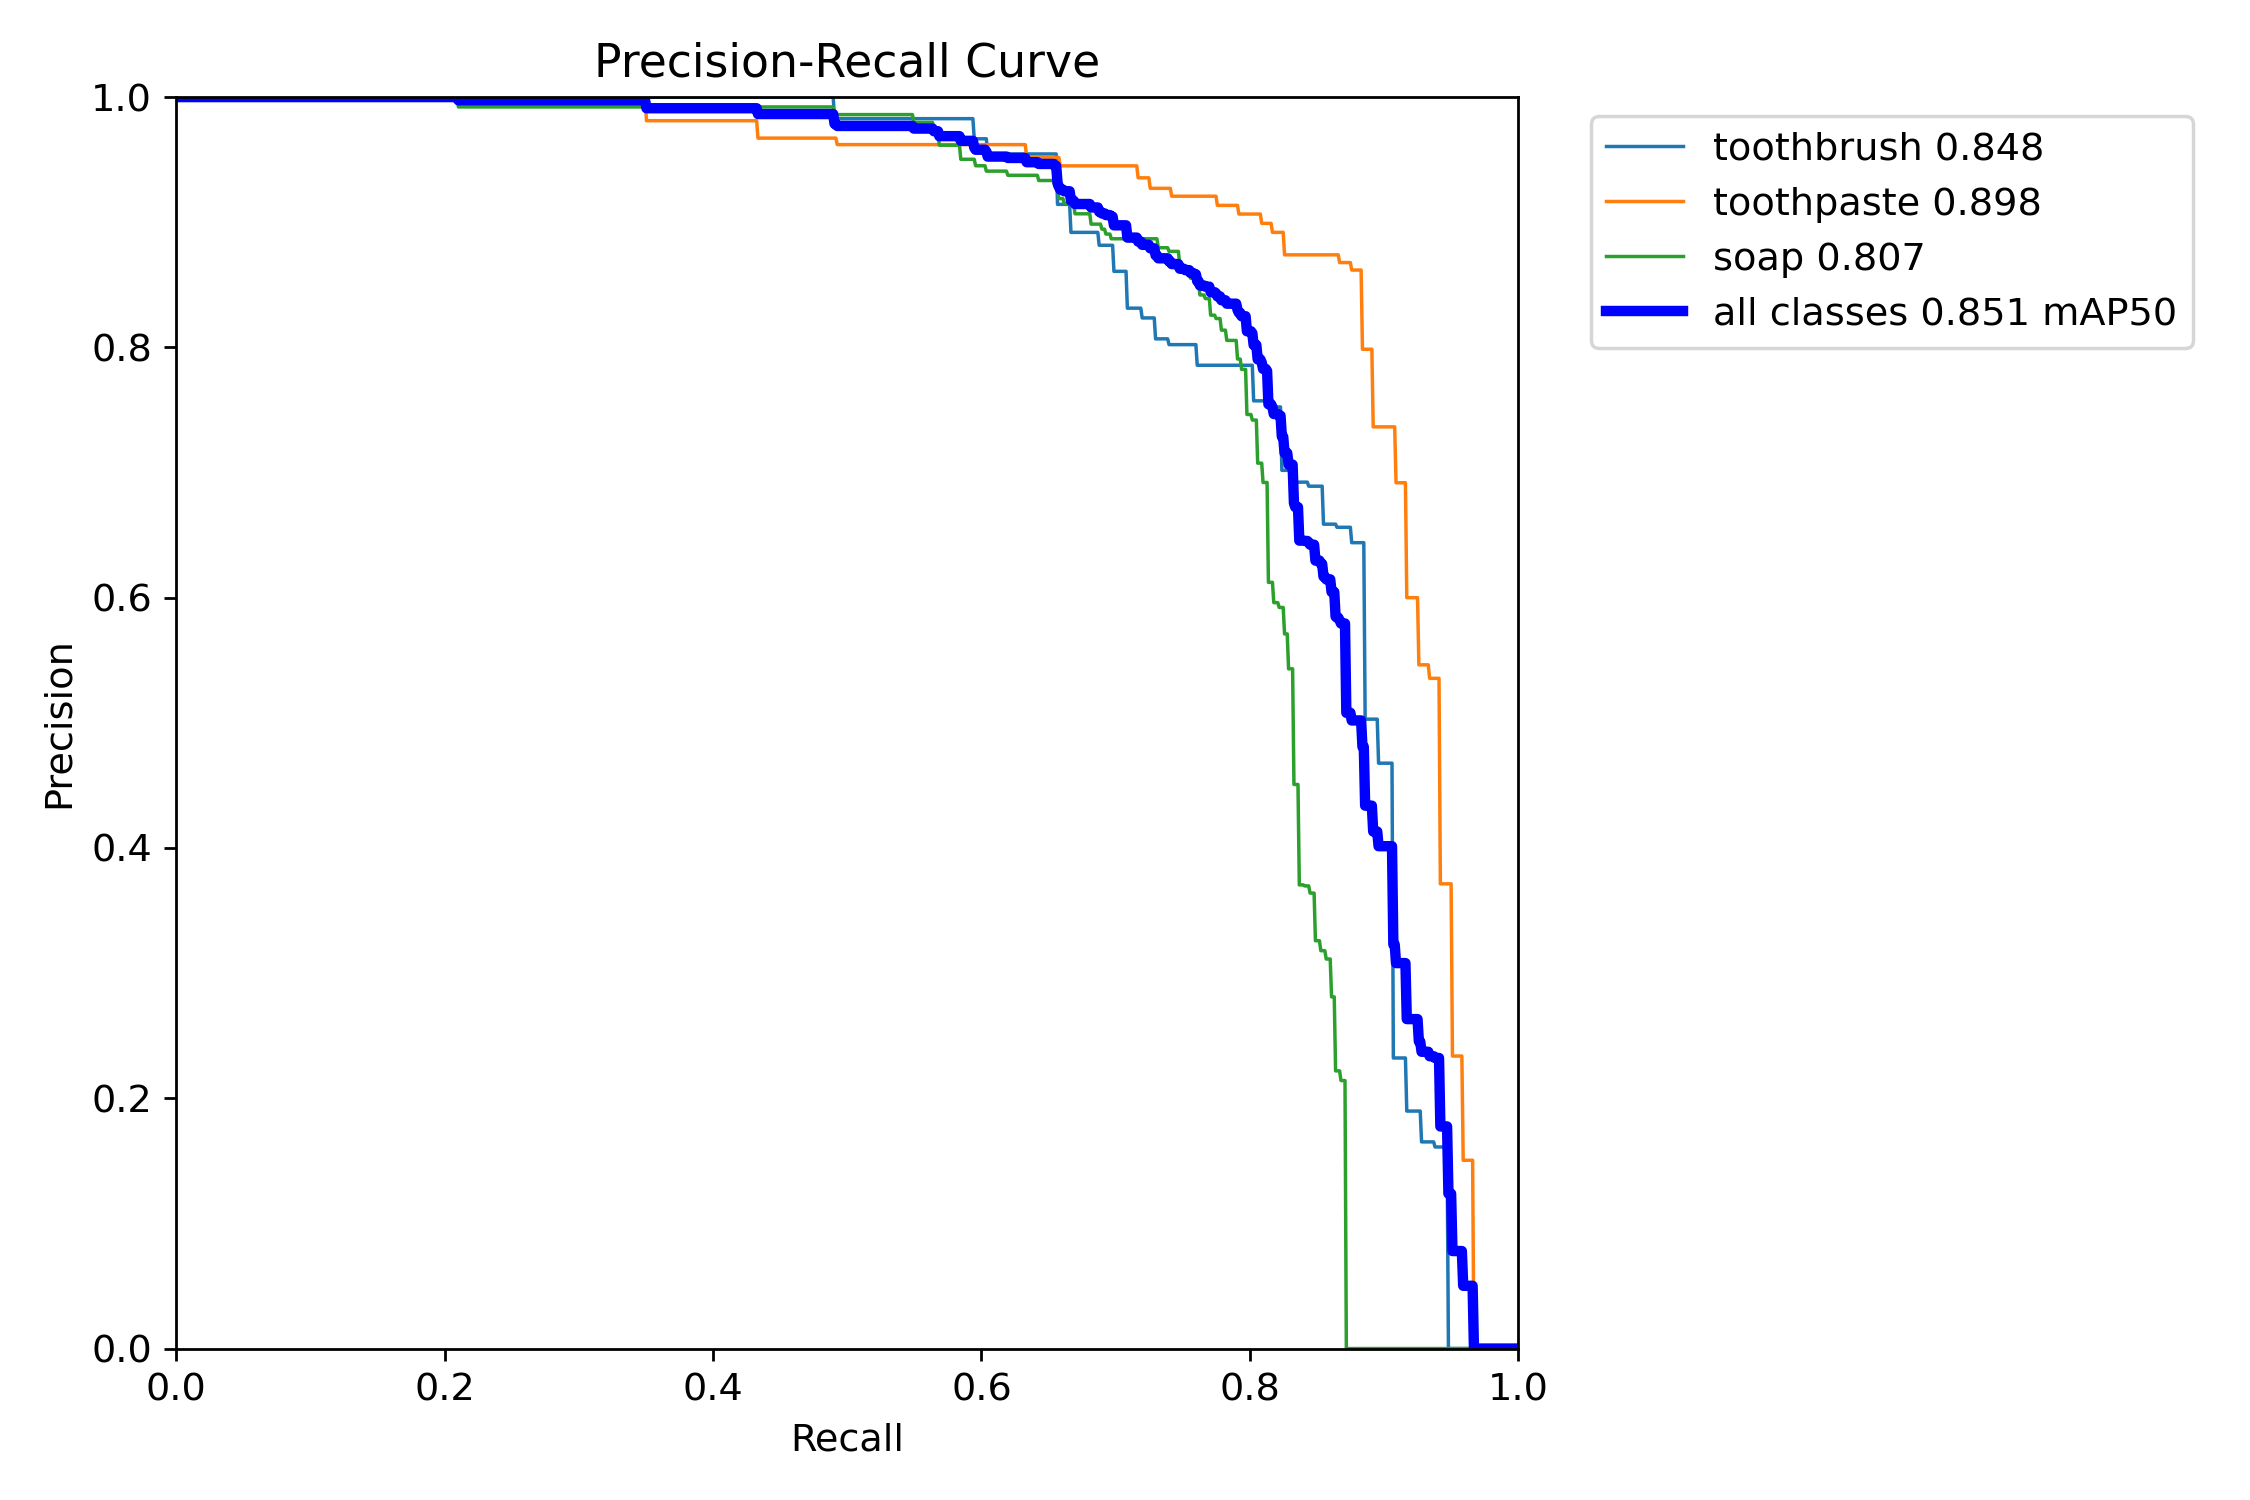 Precision-Recall Curve
toothbrush 0.848
toothpaste 0.898
soap 0.807
all classes 0.851 mAP50
1.0
0.8
0.6
0.4
0.2
0.0
Precision
0.0 0.2 0.4 0.6 0.8 1.0
Recall